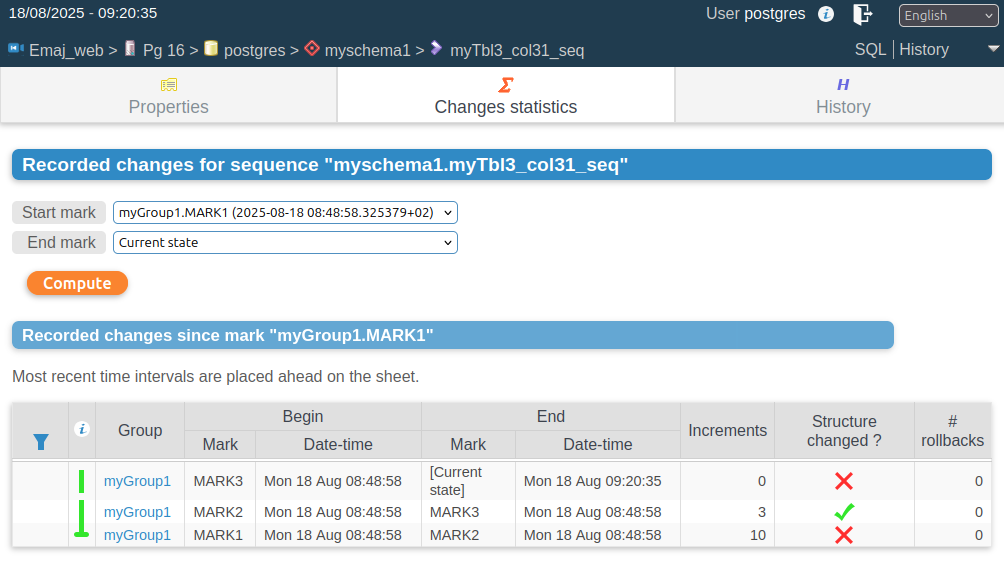 18/08/2025 - 09:20:35 User postgres English
Emaj_web > Pg 16 > postgres > myschema1 > myTbl3_col31_seq SQL History
Properties Changes statistics History
Recorded changes for sequence "myschema1.myTbl3_col31_seq"
Start mark myGroup1.MARK1 (2025-08-18 08:48:58.325379+02)
End mark Current state
Compute
Recorded changes since mark "myGroup1.MARK1"
Most recent time intervals are placed ahead on the sheet.
Begin End
Group Mark Date-time Mark Date-time Increments Structure changed ? # rollbacks
myGroup1 MARK3 Mon 18 Aug 08:48:58 [Current state] Mon 18 Aug 09:20:35 0 0
myGroup1 MARK2 Mon 18 Aug 08:48:58 MARK3 Mon 18 Aug 08:48:58 3 0
myGroup1 MARK1 Mon 18 Aug 08:48:58 MARK2 Mon 18 Aug 08:48:58 10 0